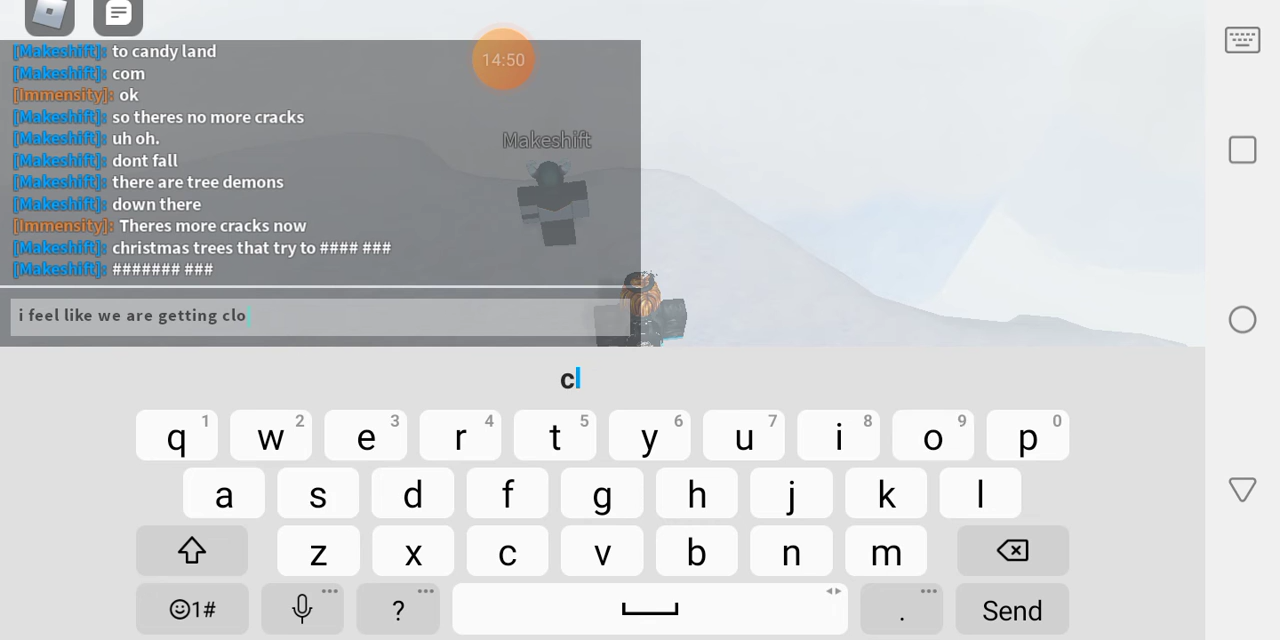 [Makeshift]: to candy land
14:50
[Makeshift]: com
[Immensity]: ok
[Makeshift]: so theres no more cracks
[Makeshift]: uh oh.
Makeshift
[Makeshift]: dont fall
[Makeshift]: there are tree demons
[Makeshift]: down there
[Immensity]: Theres more cracks now
[Makeshift]: christmas trees that try to #### ###
[Makeshift]: ####### ###
i feel like we are getting clo
cl
q 1 w 2 e 3 r 4 t 5 y 6 u 7 i 8 o 9 p 0
a s d f g h j k l
z x c v b n m
☺1# ? . Send